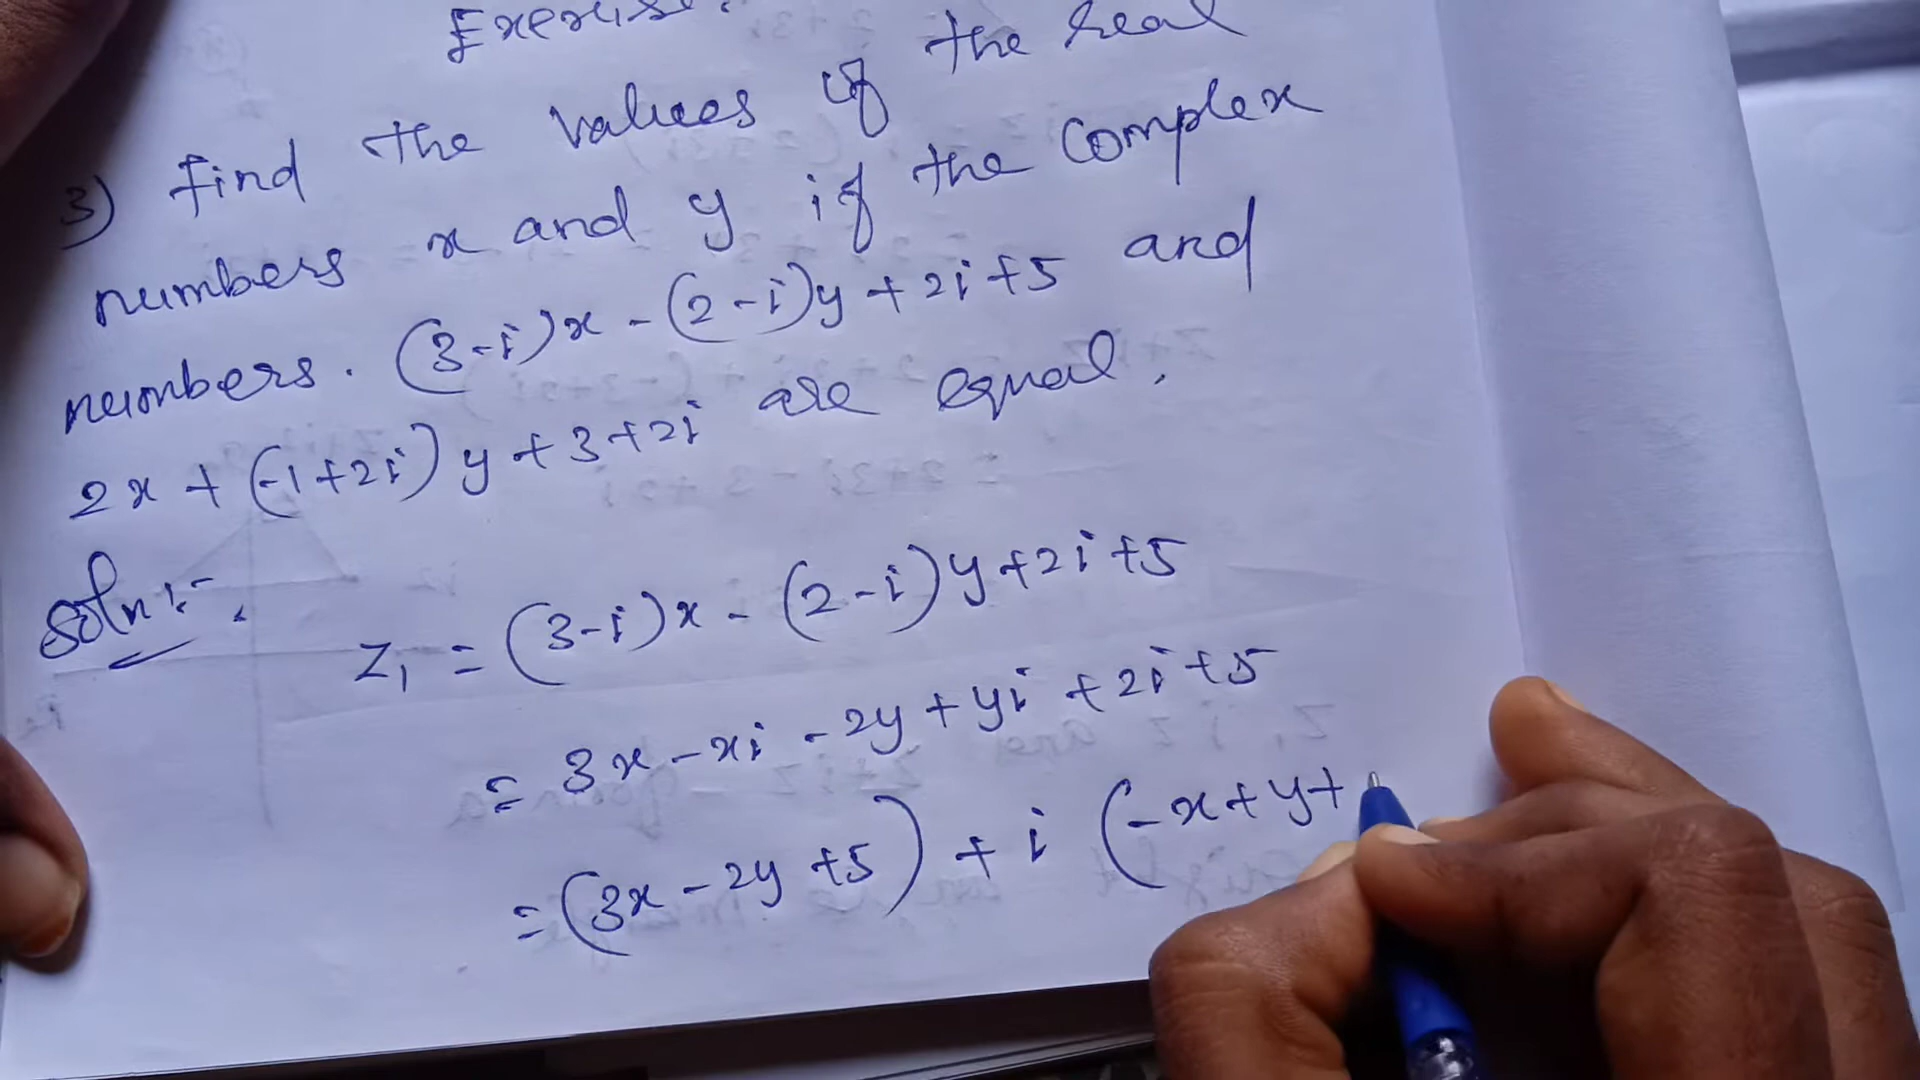 Exercise.
3) find the values of the real
numbers x and y if the complex
numbers. (3-i)x - (2-i)y + 2i + 5 and
2x + (-1+2i) y + 3 + 2i are equal.
soln:-.
Z₁ = (3-i)x - (2-i)y + 2i + 5
= 3x - xi - 2y + yi + 2i + 5
= (3x - 2y + 5) + i (-x + y +